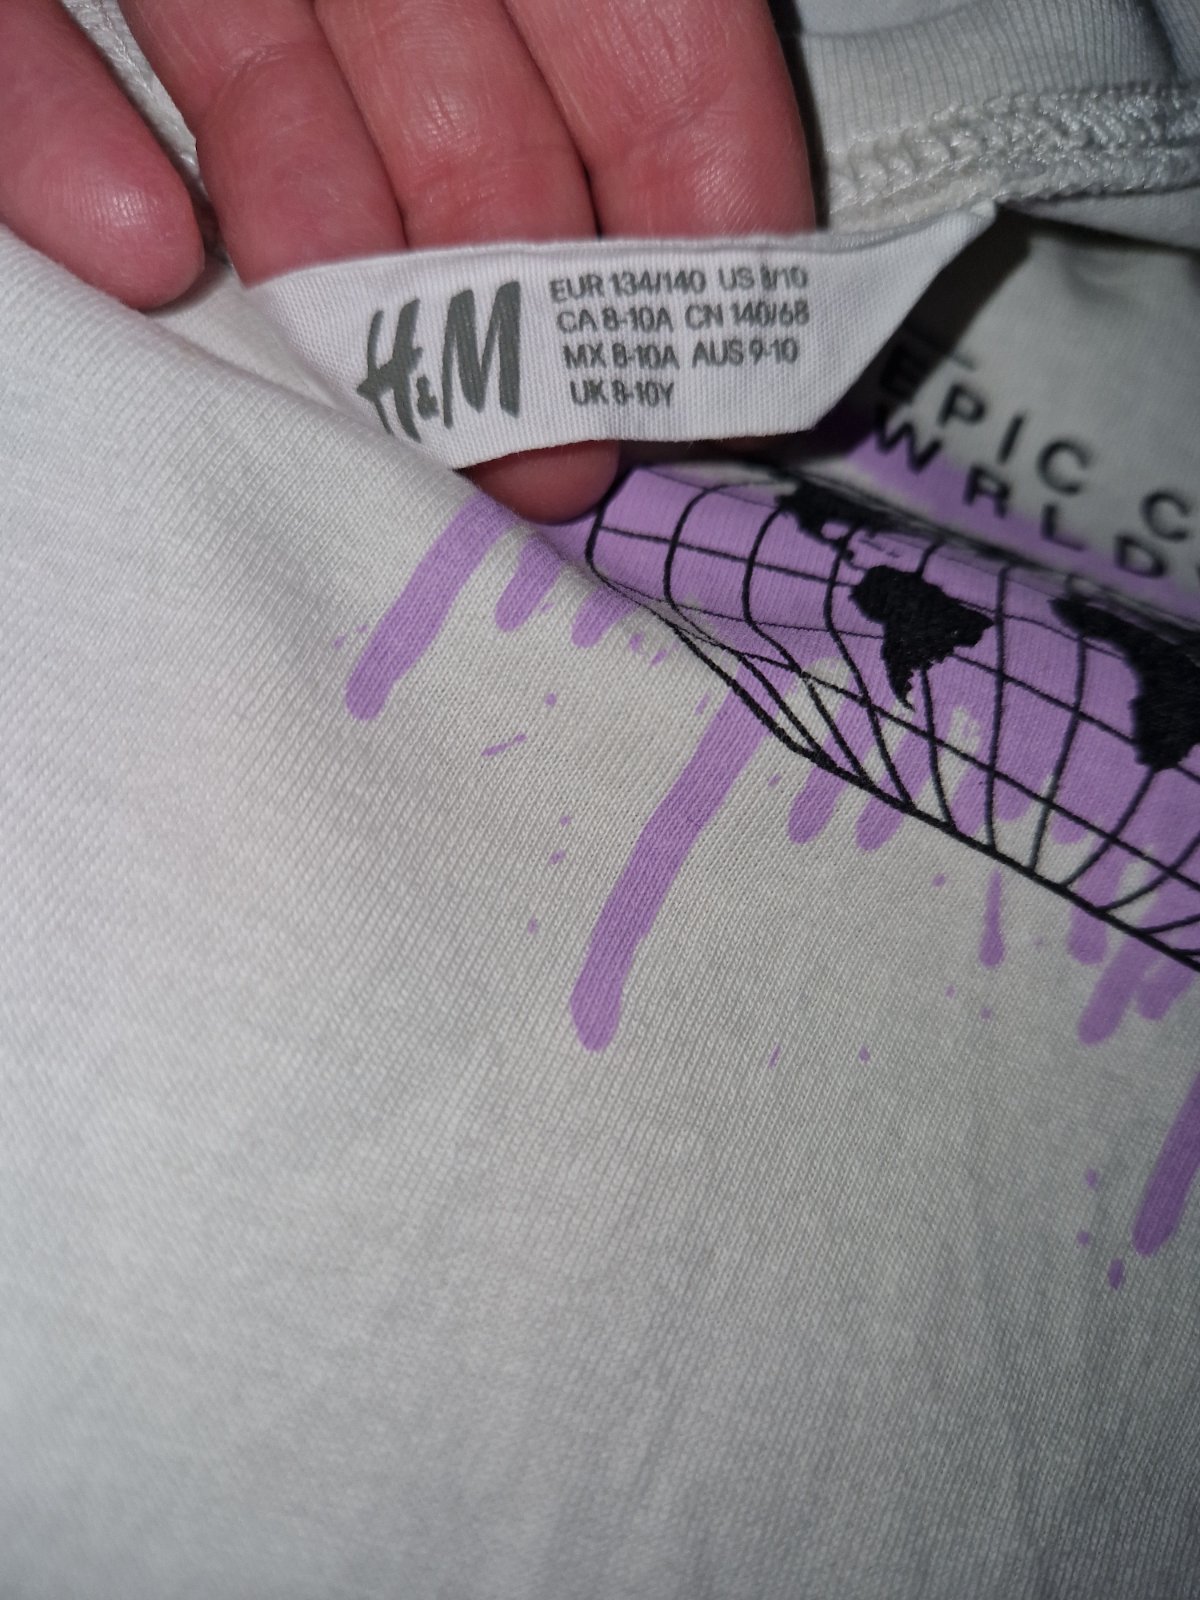 H&M
EUR 134/140 US 8/10
CA 8-10A CN 140/68
MX 8-10A AUS 9-10
UK 8-10Y
EPIC C
WRLD